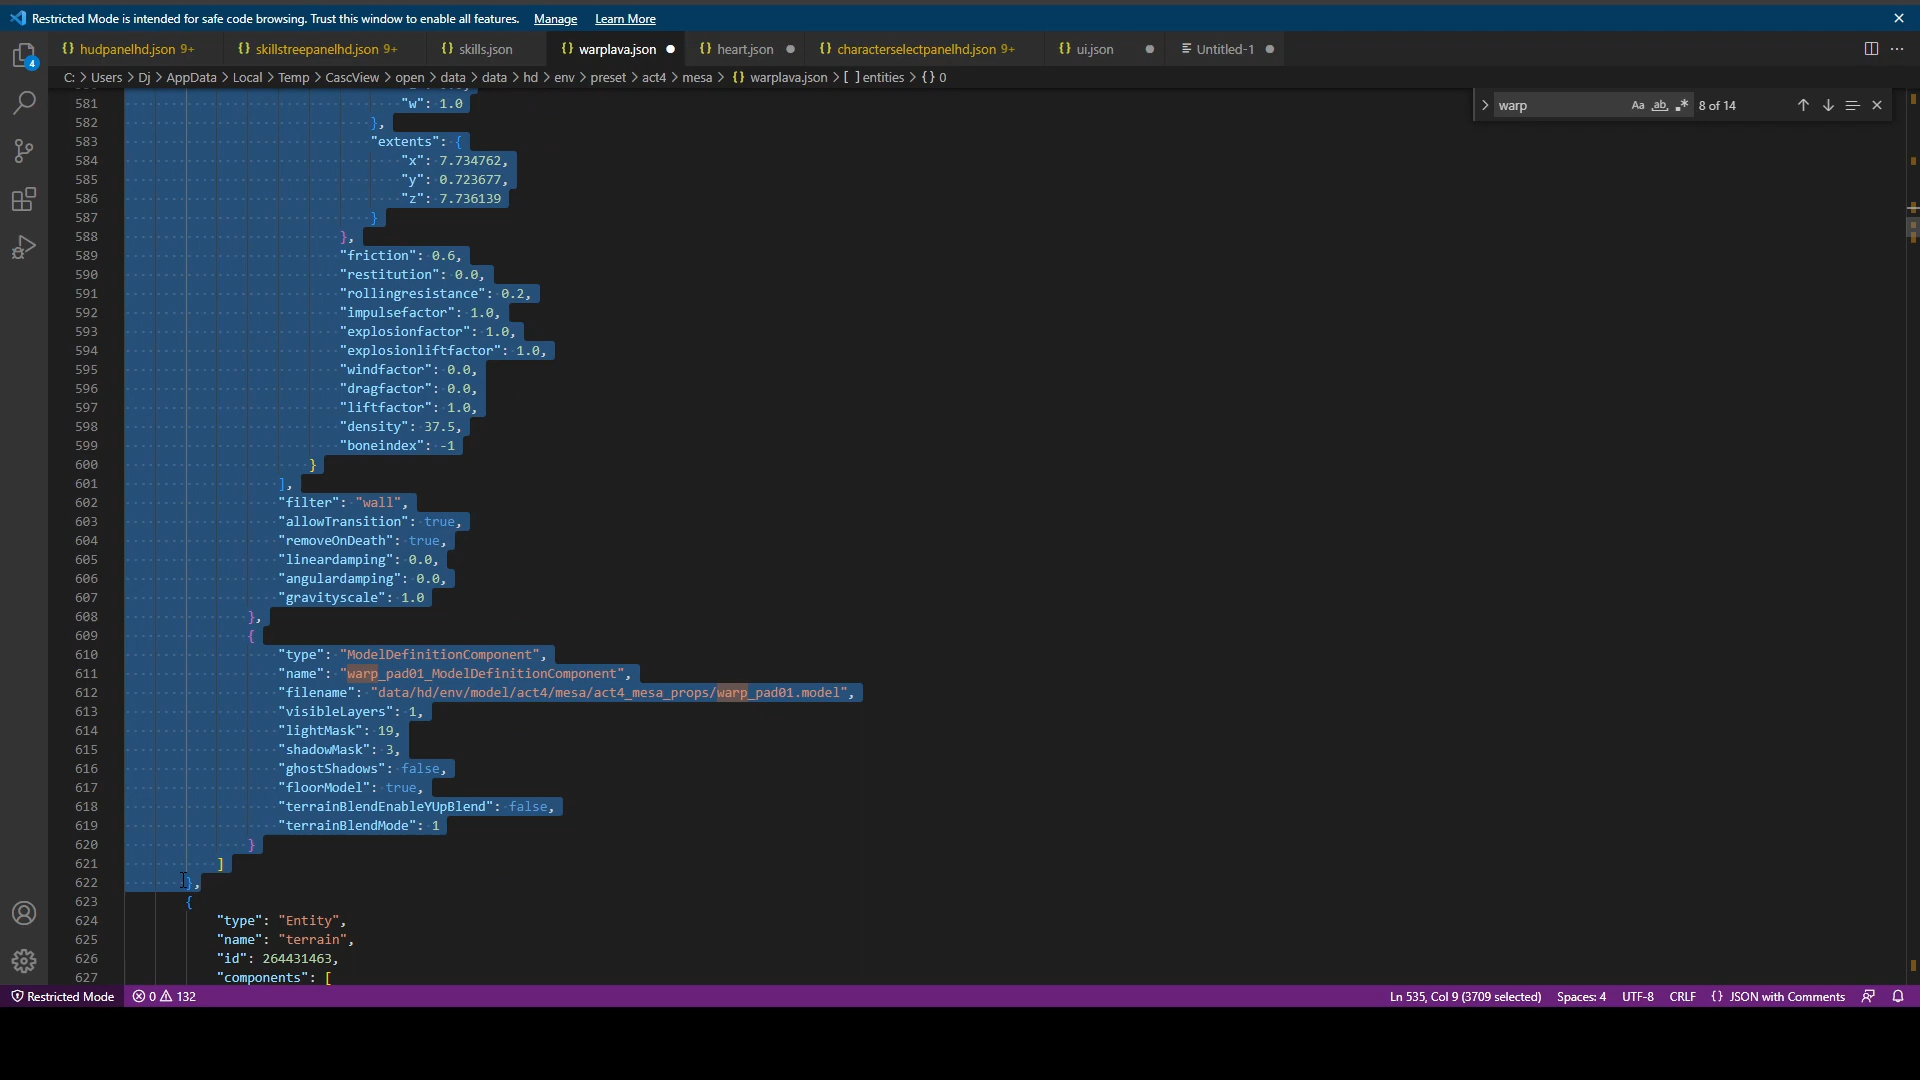 Restricted Mode is intended for safe code browsing. Trust this window to enable all features. Manage Learn More
hudpanelhd.json 9+ skillstreepanelhd.json 9+ skills.json warplava.json heart.json characterselectpanelhd.json 9+ ui.json Untitled-1
C: > Users > Dj > AppData > Local > Temp > CascView > open > data > data > hd > env > preset > act4 > mesa > {} warplava.json > [ ] entities > {} 0
warp Aa ab 8 of 14
4
581 "w": 1.0
582 },
583 "extents": {
584 "x": 7.734762,
585 "y": 0.723677,
586 "z": 7.736139
587 }
588 },
589 "friction": 0.6,
590 "restitution": 0.0,
591 "rollingresistance": 0.2,
592 "impulsefactor": 1.0,
593 "explosionfactor": 1.0,
594 "explosionliftfactor": 1.0,
595 "windfactor": 0.0,
596 "dragfactor": 0.0,
597 "liftfactor": 1.0,
598 "density": 37.5,
599 "boneindex": -1
600 }
601 ],
602 "filter": "wall",
603 "allowTransition": true,
604 "removeOnDeath": true,
605 "lineardamping": 0.0,
606 "angulardamping": 0.0,
607 "gravityscale": 1.0
608 },
609 {
610 "type": "ModelDefinitionComponent",
611 "name": "warp_pad01_ModelDefinitionComponent",
612 "filename": "data/hd/env/model/act4/mesa/act4_mesa_props/warp_pad01.model",
613 "visibleLayers": 1,
614 "lightMask": 19,
615 "shadowMask": 3,
616 "ghostShadows": false,
617 "floorModel": true,
618 "terrainBlendEnableYUpBlend": false,
619 "terrainBlendMode": 1
620 }
621 ]
622 },
623 {
624 "type": "Entity",
625 "name": "terrain",
626 "id": 264431463,
627 "components": [
Restricted Mode 0 132 Ln 535, Col 9 (3709 selected) Spaces: 4 UTF-8 CRLF {} JSON with Comments